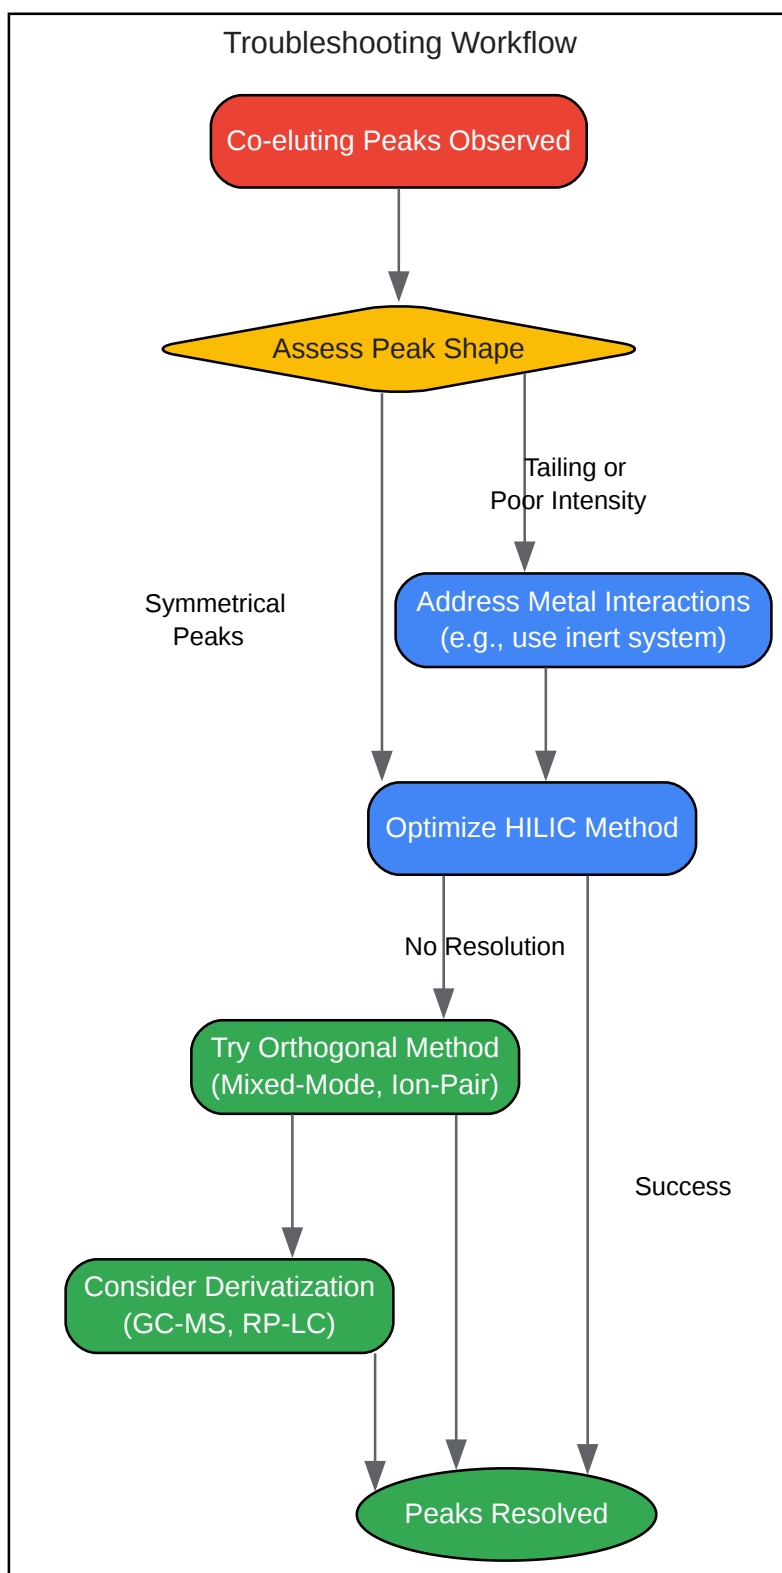 Troubleshooting Workflow
Co-eluting Peaks Observed
Assess Peak Shape
Tailing or
Poor Intensity
Symmetrical
Peaks
Address Metal Interactions
(e.g., use inert system)
Optimize HILIC Method
No Resolution
Try Orthogonal Method
(Mixed-Mode, Ion-Pair)
Success
Consider Derivatization
(GC-MS, RP-LC)
Peaks Resolved